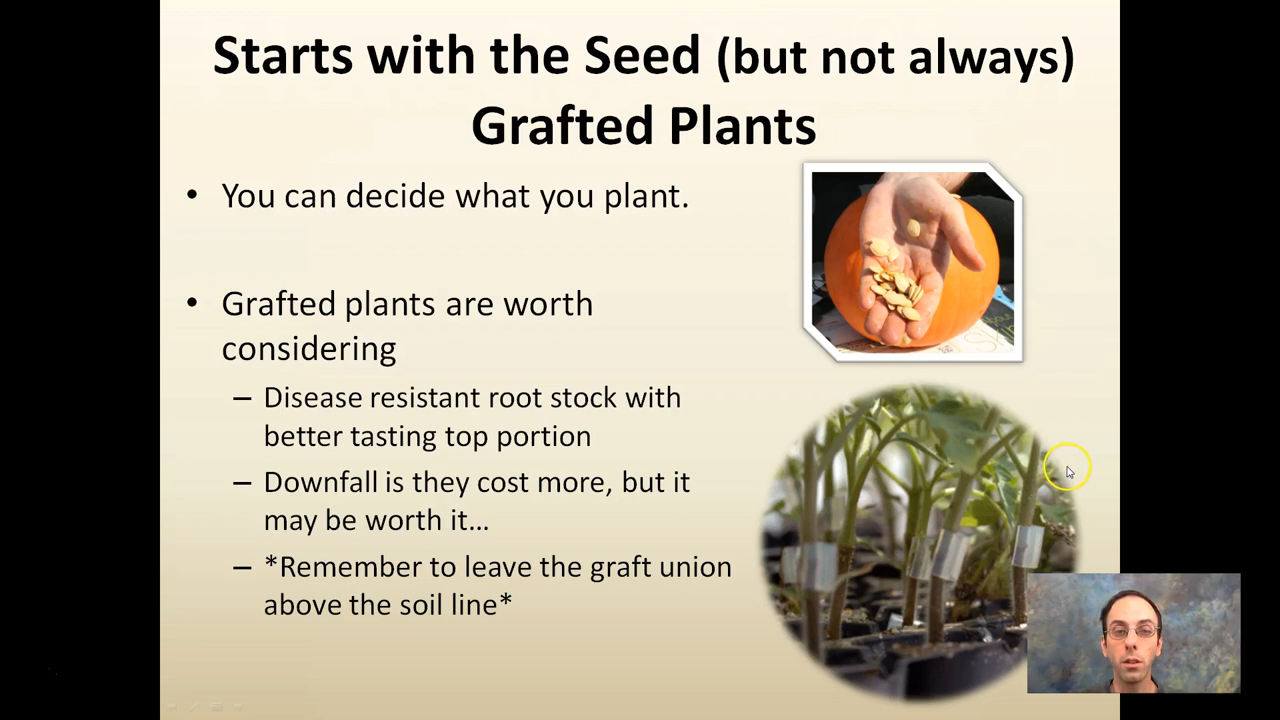 Starts with the Seed (but not always)
Grafted Plants
• You can decide what you plant.
• Grafted plants are worth
considering
– Disease resistant root stock with
better tasting top portion
– Downfall is they cost more, but it
may be worth it…
– *Remember to leave the graft union
above the soil line*